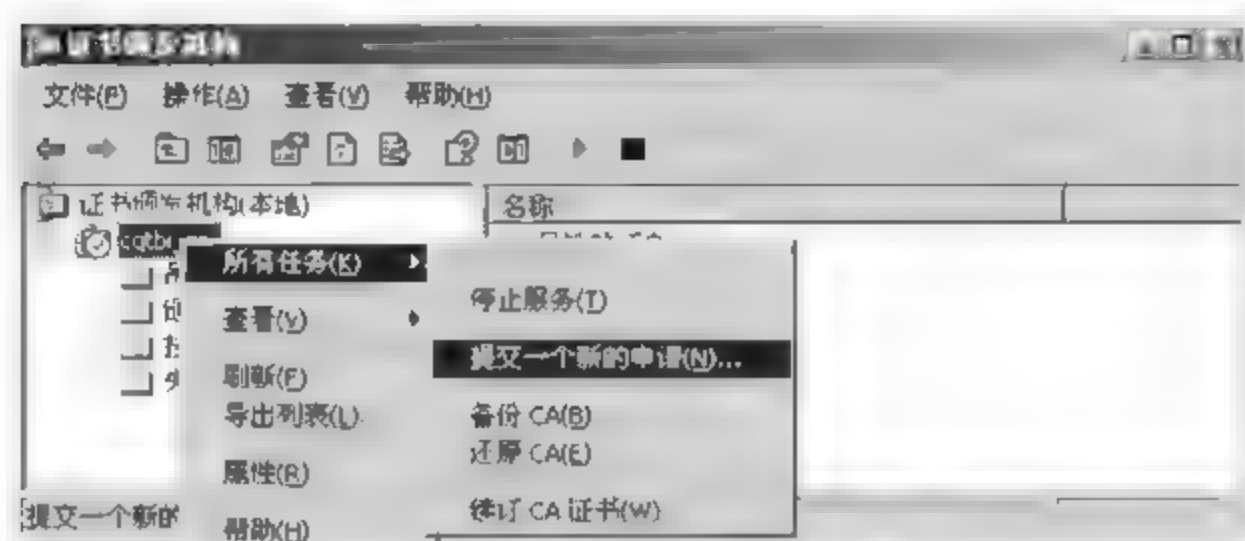 证书颁发机构
文件(F) 操作(A) 查看(V) 帮助(H)
证书颁发机构(本地)
名称
所有任务(K)
停止服务(T)
查看(V)
提交一个新的申请(N)...
刷新(F)
导出列表(L)
备份 CA(B)
还原 CA(E)
属性(R)
续订 CA 证书(W)
提交一个新的
帮助(H)